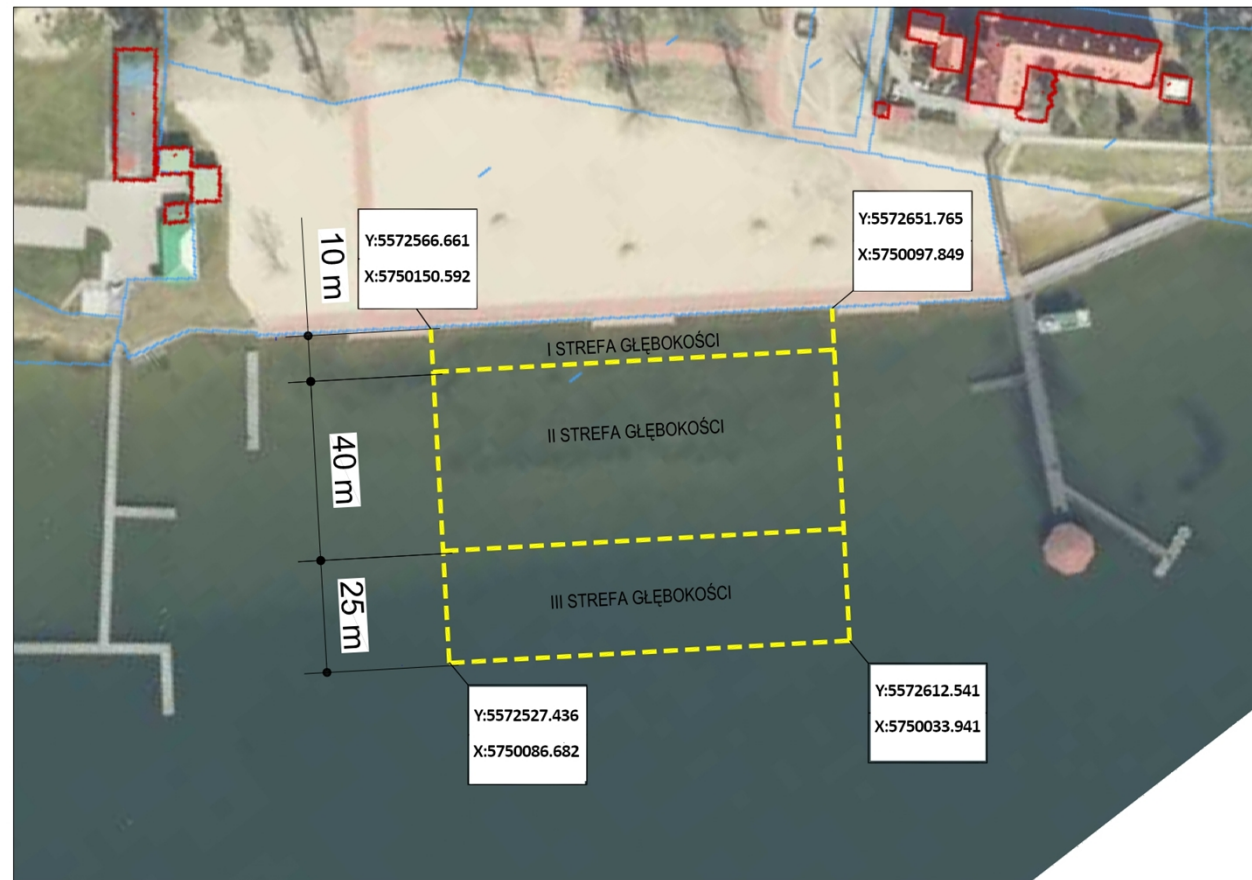 Y:5572651.765
X:5750097.849
Y:5572566.661
X:5750150.592
10 m
I STREFA GŁĘBOKOŚCI
II STREFA GŁĘBOKOŚCI
40 m
III STREFA GŁĘBOKOŚCI
25 m
Y:5572612.541
X:5750033.941
Y:5572527.436
X:5750086.682